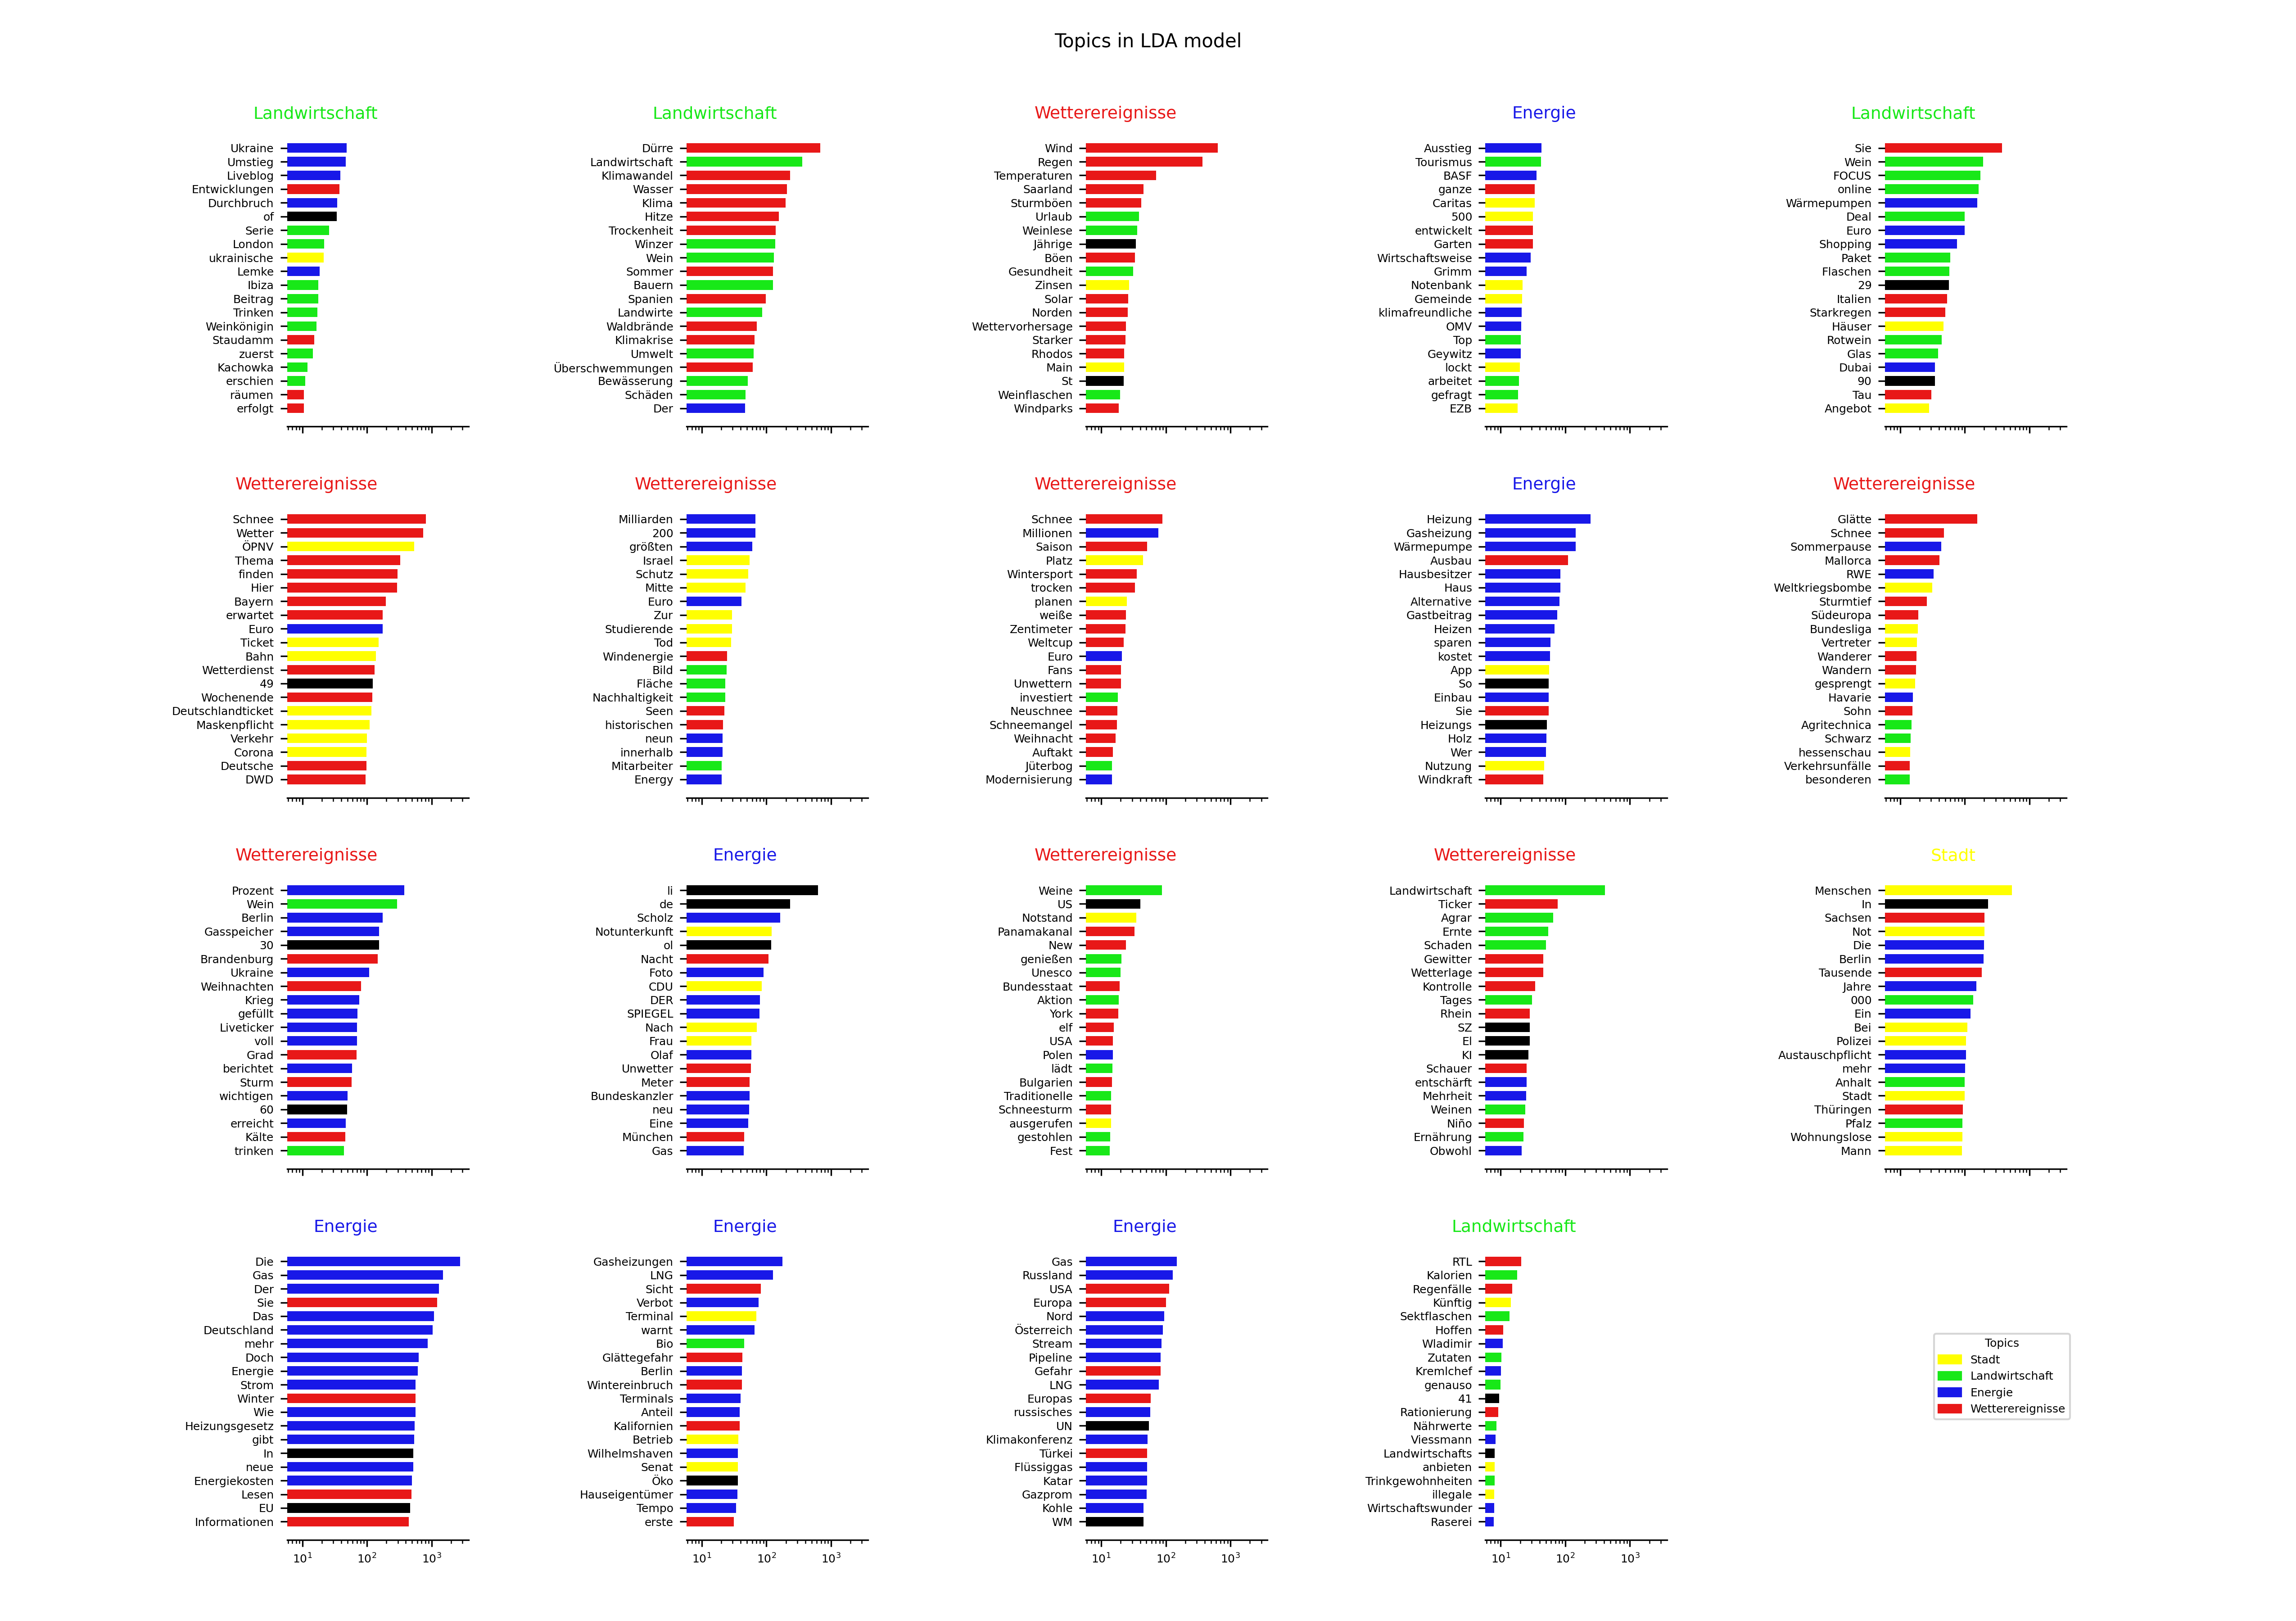 Topics in LDA model
Landwirtschaft
Ukraine
Umstieg
Liveblog
Entwicklungen
Durchbruch
of
Serie
London
ukrainische
Lemke
Ibiza
Beitrag
Trinken
Weinkönigin
Staudamm
zuerst
Kachowka
erschien
räumen
erfolgt
Landwirtschaft
Dürre
Landwirtschaft
Klimawandel
Wasser
Klima
Hitze
Trockenheit
Winzer
Wein
Sommer
Bauern
Spanien
Landwirte
Waldbrände
Klimakrise
Umwelt
Überschwemmungen
Bewässerung
Schäden
Der
Wetterereignisse
Wind
Regen
Temperaturen
Saarland
Sturmböen
Urlaub
Weinlese
Jährige
Böen
Gesundheit
Zinsen
Solar
Norden
Wettervorhersage
Starker
Rhodos
Main
St
Weinflaschen
Windparks
Energie
Ausstieg
Tourismus
BASF
ganze
Caritas
500
entwickelt
Garten
Wirtschaftsweise
Grimm
Notenbank
Gemeinde
klimafreundliche
OMV
Top
Geywitz
lockt
arbeitet
gefragt
EZB
Landwirtschaft
Sie
Wein
FOCUS
online
Wärmepumpen
Deal
Euro
Shopping
Paket
Flaschen
29
Italien
Starkregen
Häuser
Rotwein
Glas
Dubai
90
Tau
Angebot
Wetterereignisse
Schnee
Wetter
ÖPNV
Thema
finden
Hier
Bayern
erwartet
Euro
Ticket
Bahn
Wetterdienst
49
Wochenende
Deutschlandticket
Maskenpflicht
Verkehr
Corona
Deutsche
DWD
Wetterereignisse
Milliarden
200
größten
Israel
Schutz
Mitte
Euro
Zur
Studierende
Tod
Windenergie
Bild
Fläche
Nachhaltigkeit
Seen
historischen
neun
innerhalb
Mitarbeiter
Energy
Wetterereignisse
Schnee
Millionen
Saison
Platz
Wintersport
trocken
planen
weiße
Zentimeter
Weltcup
Euro
Fans
Unwettern
investiert
Neuschnee
Schneemangel
Weihnacht
Auftakt
Jüterbog
Modernisierung
Energie
Heizung
Gasheizung
Wärmepumpe
Ausbau
Hausbesitzer
Haus
Alternative
Gastbeitrag
Heizen
sparen
kostet
App
So
Einbau
Sie
Heizungs
Holz
Wer
Nutzung
Windkraft
Wetterereignisse
Glätte
Schnee
Sommerpause
Mallorca
RWE
Weltkriegsbombe
Sturmtief
Südeuropa
Bundesliga
Vertreter
Wanderer
Wandern
gesprengt
Havarie
Sohn
Agritechnica
Schwarz
hessenschau
Verkehrsunfälle
besonderen
Wetterereignisse
Prozent
Wein
Berlin
Gasspeicher
30
Brandenburg
Ukraine
Weihnachten
Krieg
gefüllt
Liveticker
voll
Grad
berichtet
Sturm
wichtigen
60
erreicht
Kälte
trinken
Energie
li
de
Scholz
Notunterkunft
ol
Nacht
Foto
CDU
DER
SPIEGEL
Nach
Frau
Olaf
Unwetter
Meter
Bundeskanzler
neu
Eine
München
Gas
Wetterereignisse
Weine
US
Notstand
Panamakanal
New
genießen
Unesco
Bundesstaat
Aktion
York
elf
USA
Polen
lädt
Bulgarien
Traditionelle
Schneesturm
ausgerufen
gestohlen
Fest
Wetterereignisse
Landwirtschaft
Ticker
Agrar
Ernte
Schaden
Gewitter
Wetterlage
Kontrolle
Tages
Rhein
SZ
El
KI
Schauer
entschärft
Mehrheit
Weinen
Niño
Ernährung
Obwohl
Stadt
Menschen
In
Sachsen
Not
Die
Berlin
Tausende
Jahre
000
Ein
Bei
Polizei
Austauschpflicht
mehr
Anhalt
Stadt
Thüringen
Pfalz
Wohnungslose
Mann
Energie
Die
Gas
Der
Sie
Das
Deutschland
mehr
Doch
Energie
Strom
Winter
Wie
Heizungsgesetz
gibt
In
neue
Energiekosten
Lesen
EU
Informationen
10¹ 10² 10³
Energie
Gasheizungen
LNG
Sicht
Verbot
Terminal
warnt
Bio
Glättegefahr
Berlin
Wintereinbruch
Terminals
Anteil
Kalifornien
Betrieb
Wilhelmshaven
Senat
Öko
Hauseigentümer
Tempo
erste
10¹ 10² 10³
Energie
Gas
Russland
USA
Europa
Nord
Österreich
Stream
Pipeline
Gefahr
LNG
Europas
russisches
UN
Klimakonferenz
Türkei
Flüssiggas
Katar
Gazprom
Kohle
WM
10¹ 10² 10³
Landwirtschaft
RTL
Kalorien
Regenfälle
Künftig
Sektflaschen
Hoffen
Wladimir
Zutaten
Kremlchef
genauso
41
Rationierung
Nährwerte
Viessmann
Landwirtschafts
anbieten
Trinkgewohnheiten
illegale
Wirtschaftswunder
Raserei
10¹ 10² 10³
Topics
Stadt
Landwirtschaft
Energie
Wetterereignisse